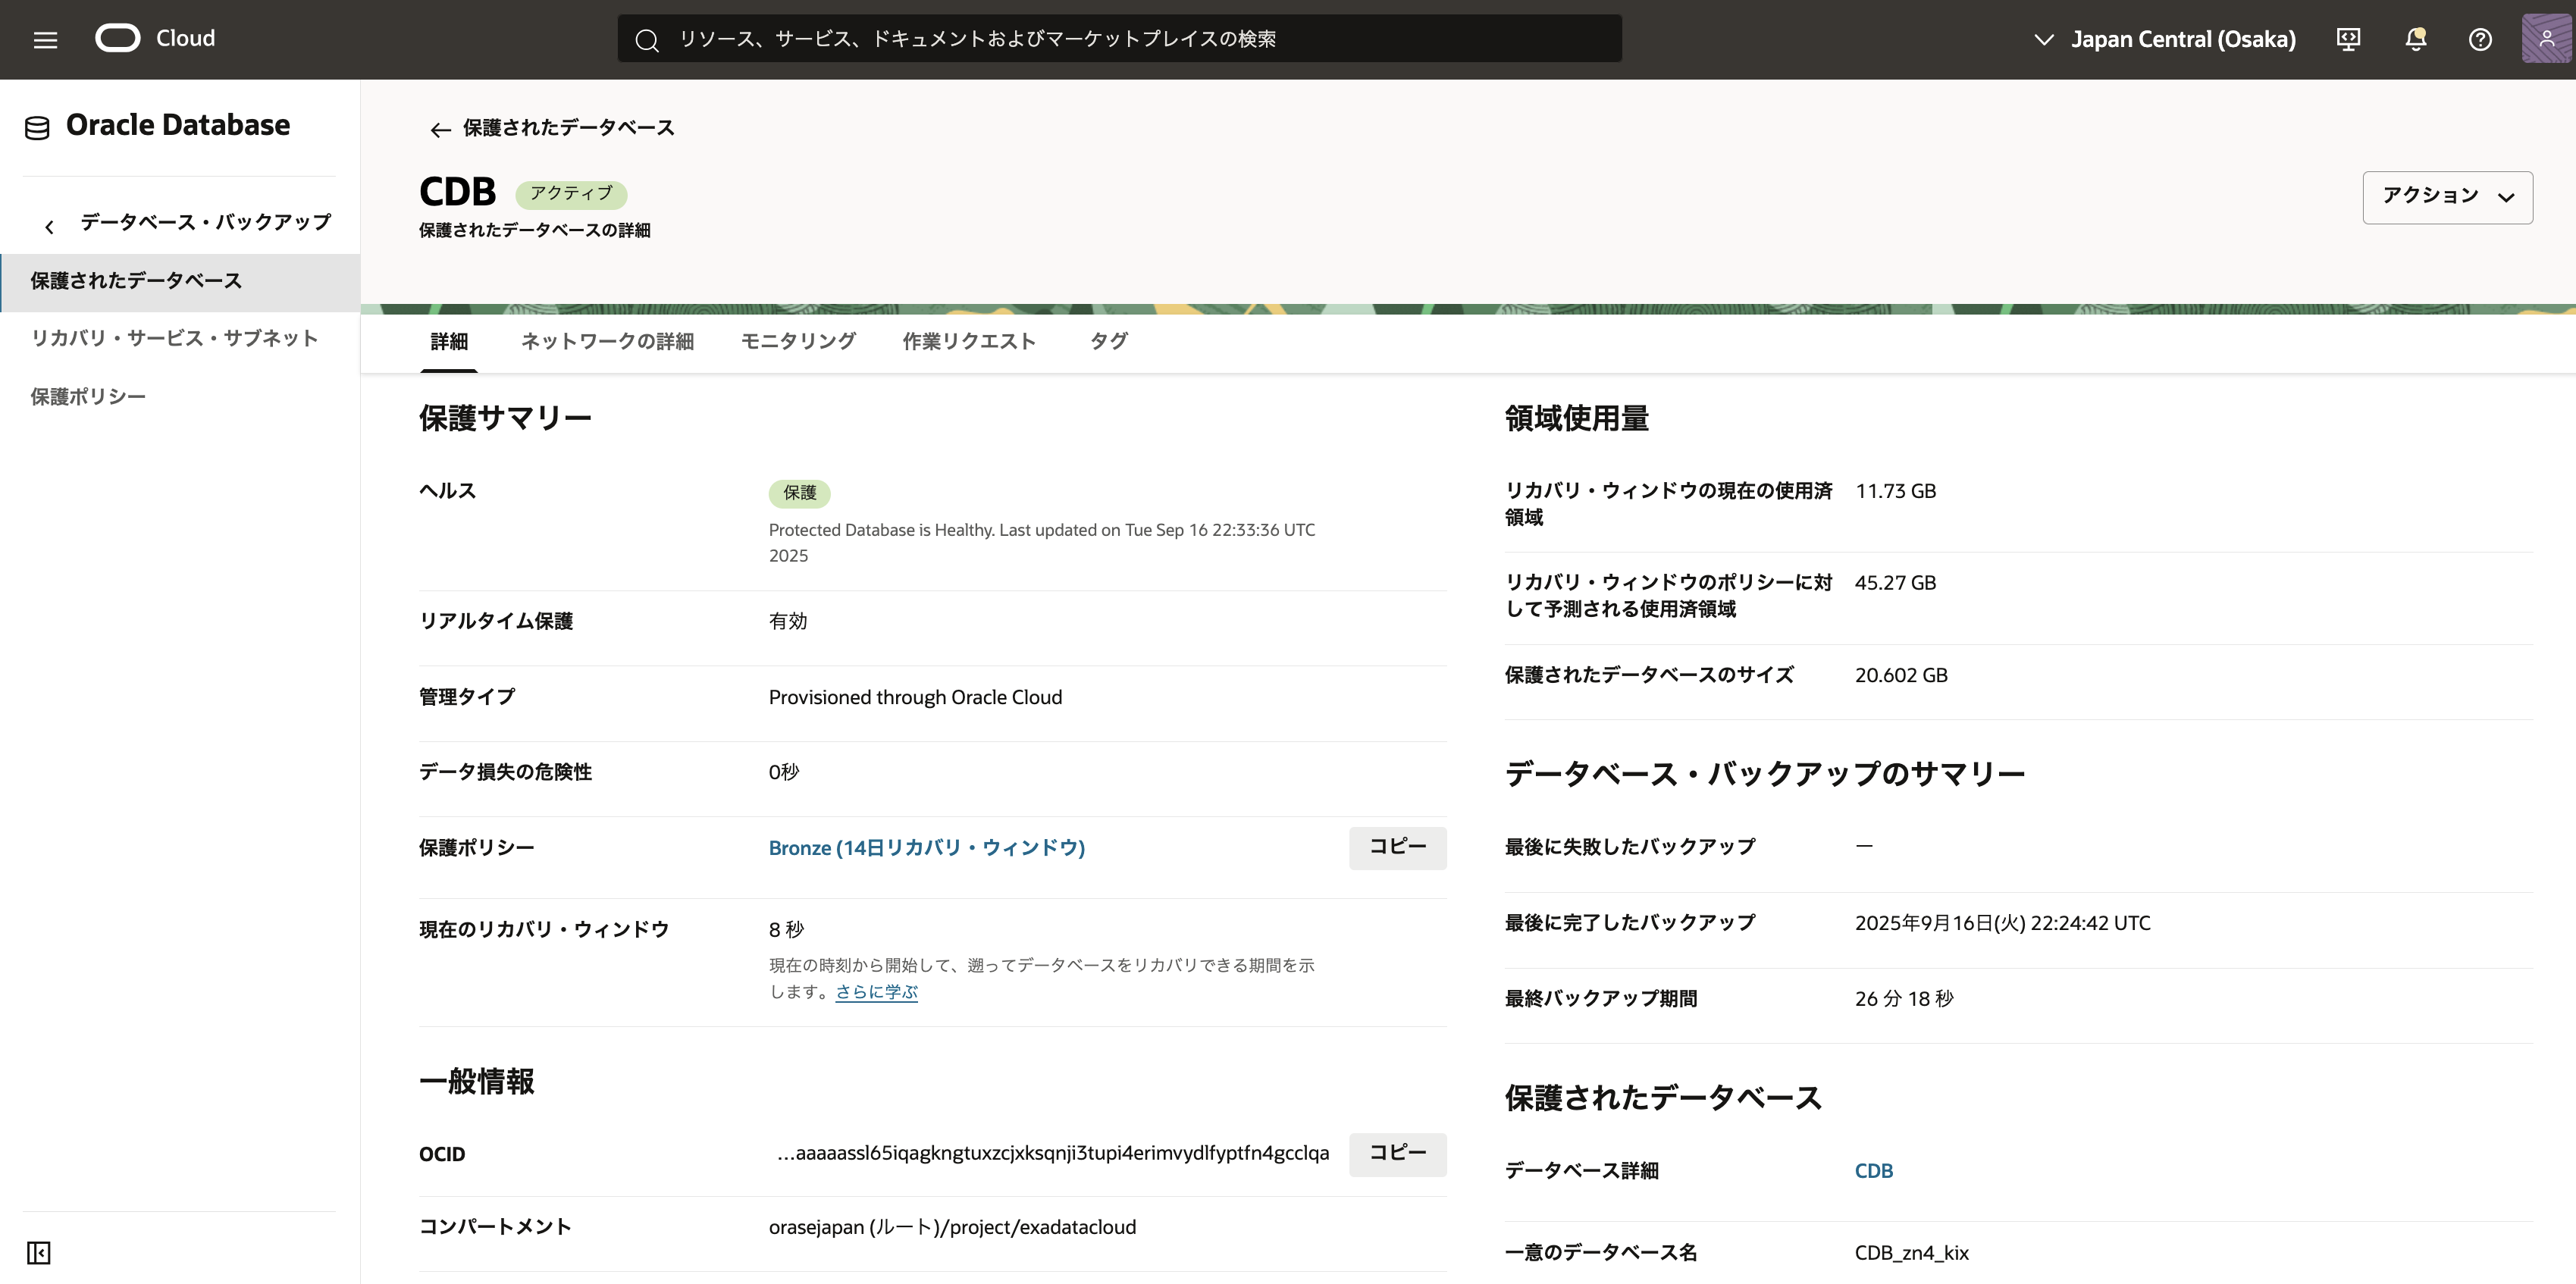 Cloud
リソース、サービス、ドキュメントおよびマーケットプレイスの検索
Japan Central (Osaka)
Oracle Database
データベース・バックアップ
保護されたデータベース
リカバリ・サービス・サブネット
保護ポリシー
保護されたデータベース
CDB
アクティブ
保護されたデータベースの詳細
アクション
詳細
ネットワークの詳細
モニタリング
作業リクエスト
タグ
保護サマリー
ヘルス
保護
Protected Database is Healthy. Last updated on Tue Sep 16 22:33:36 UTC
2025
リアルタイム保護
有効
管理タイプ
Provisioned through Oracle Cloud
データ損失の危険性
0秒
保護ポリシー
Bronze (14日リカバリ・ウィンドウ)
コピー
現在のリカバリ・ウィンドウ
8 秒
現在の時刻から開始して、遡ってデータベースをリカバリできる期間を示
します。さらに学ぶ
一般情報
OCID
...aaaaassl65iqagkngtuxzcjxksqnji3tupi4erimvydlfyptfn4gcclqa
コピー
コンパートメント
orasejapan (ルート)/project/exadatacloud
領域使用量
リカバリ・ウィンドウの現在の使用済
領域
11.73 GB
リカバリ・ウィンドウのポリシーに対
して予測される使用済領域
45.27 GB
保護されたデータベースのサイズ
20.602 GB
データベース・バックアップのサマリー
最後に失敗したバックアップ
—
最後に完了したバックアップ
2025年9月16日(火) 22:24:42 UTC
最終バックアップ期間
26 分 18 秒
保護されたデータベース
データベース詳細
CDB
一意のデータベース名
CDB_zn4_kix